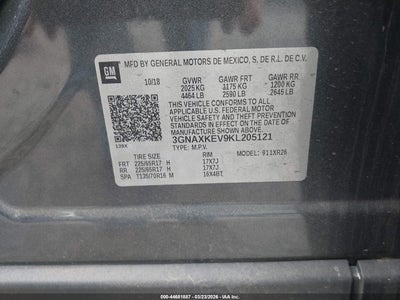 GM
MFD BY GENERAL MOTORS DE MEXICO, S. DE R.L. DE C.V.
10/18 GVWR GAWR FRT GAWR RR
2025 KG 1175 KG 1200 KG
4464 LB 2590 LB 2645 LB
THIS VEHICLE CONFORMS TO ALL
APPLICABLE U.S. FEDERAL MOTOR
VEHICLE SAFETY, BUMPER, AND
THEFT PREVENTION STANDARDS
IN EFFECT ON THE DATE OF
MANUFACTURE SHOWN ABOVE.
3GNAXKEV9KL205121
TYPE: M.P.V.
TIRE SIZE RIM 911XR26
FRT 225/65R17 H 17X7J
RR 225/65R17 H 17X7J
SPA T135/70R16 M 16X4BT
000-44681887 - 03/23/2026 - IAA, Inc.